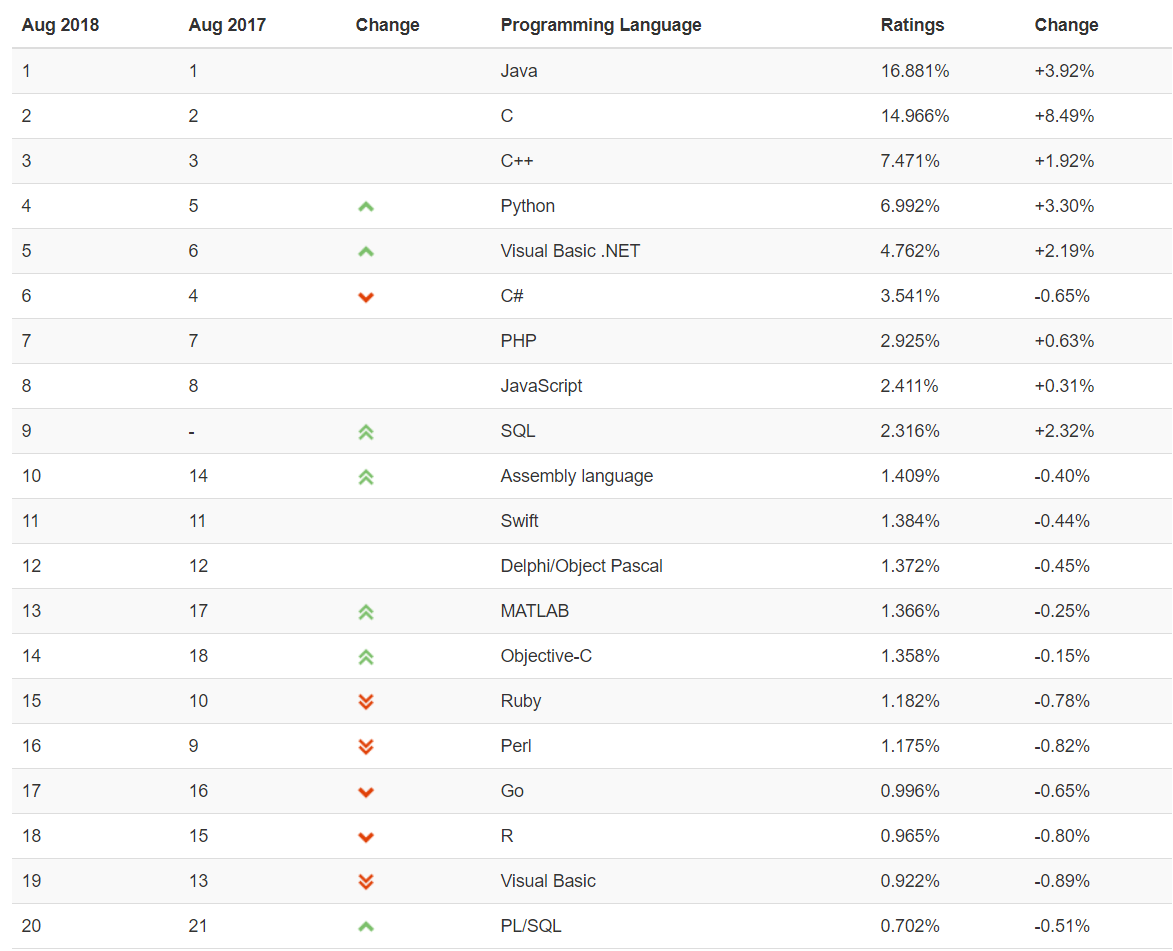 Aug 2018 Aug 2017 Change Programming Language Ratings Change
1 1 Java 16.881% +3.92%
2 2 C 14.966% +8.49%
3 3 C++ 7.471% +1.92%
4 5 Python 6.992% +3.30%
5 6 Visual Basic .NET 4.762% +2.19%
6 4 C# 3.541% -0.65%
7 7 PHP 2.925% +0.63%
8 8 JavaScript 2.411% +0.31%
9 - SQL 2.316% +2.32%
10 14 Assembly language 1.409% -0.40%
11 11 Swift 1.384% -0.44%
12 12 Delphi/Object Pascal 1.372% -0.45%
13 17 MATLAB 1.366% -0.25%
14 18 Objective-C 1.358% -0.15%
15 10 Ruby 1.182% -0.78%
16 9 Perl 1.175% -0.82%
17 16 Go 0.996% -0.65%
18 15 R 0.965% -0.80%
19 13 Visual Basic 0.922% -0.89%
20 21 PL/SQL 0.702% -0.51%